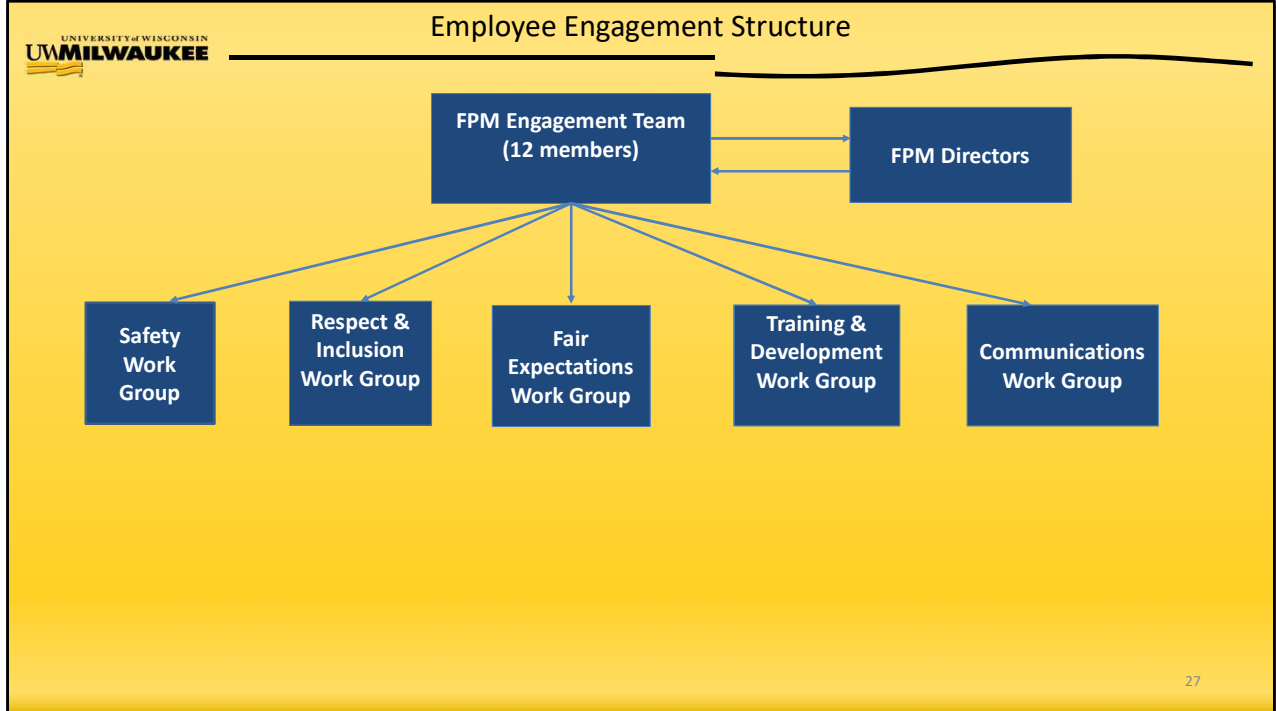 Employee Engagement Structure
UNIVERSITY of WISCONSIN
UWMILWAUKEE
FPM Engagement Team
(12 members)
FPM Directors
Safety
Work
Group
Respect &
Inclusion
Work Group
Fair
Expectations
Work Group
Training &
Development
Work Group
Communications
Work Group
27